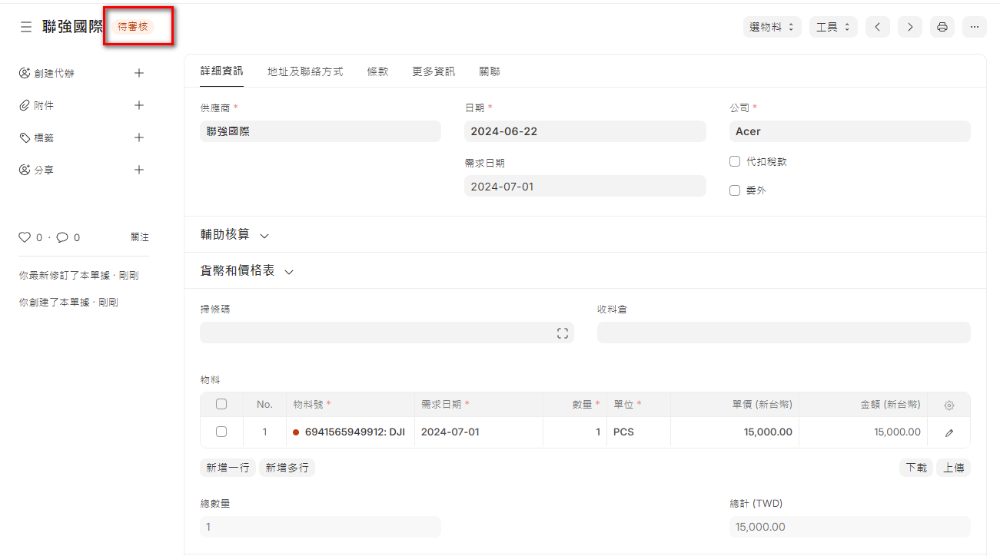 聯強國際 待審核 選物料 工具 ...
創建代辦 +
附件 +
標籤 +
分享 +
0 · 0 關注
你最新修訂了本單據 · 剛剛
你創建了本單據 · 剛剛
詳細資訊 地址及聯絡方式 條款 更多資訊 關聯
供應商 * 日期 * 公司 *
聯強國際 2024-06-22 Acer
需求日期 代扣稅款
2024-07-01 委外
輔助核算
貨幣和價格表
掃條碼 收料倉
物料
No. 物料號 * 需求日期 * 數量 * 單位 * 單價 (新台幣) 金額 (新台幣)
1 6941565949912: DJI 2024-07-01 1 PCS 15,000.00 15,000.00
新增一行 新增多行 下載 上傳
總數量 總計 (TWD)
1 15,000.00